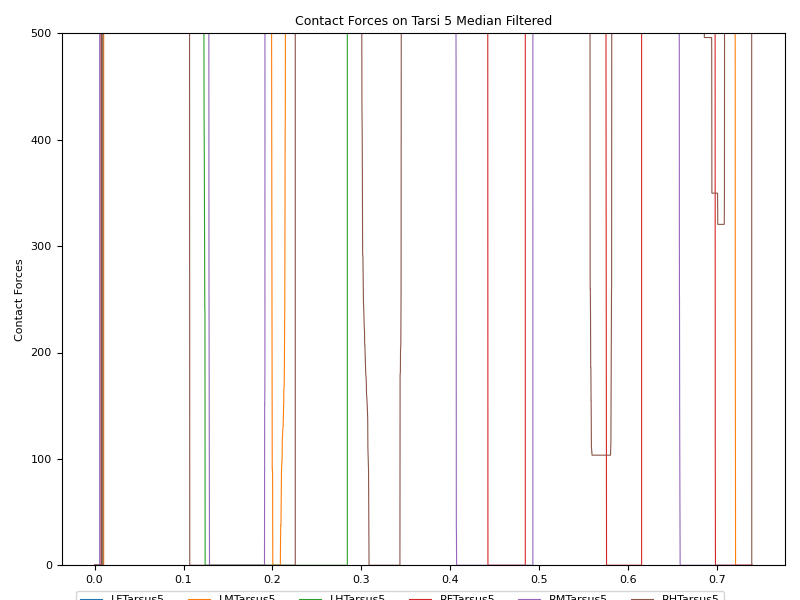 Contact Forces on Tarsi 5 Median Filtered
500
400
300
200
100
0
Contact Forces
0.0 0.1 0.2 0.3 0.4 0.5 0.6 0.7
LFTarsus5 LMTarsus5 LHTarsus5 RFTarsus5 RMTarsus5 RHTarsus5